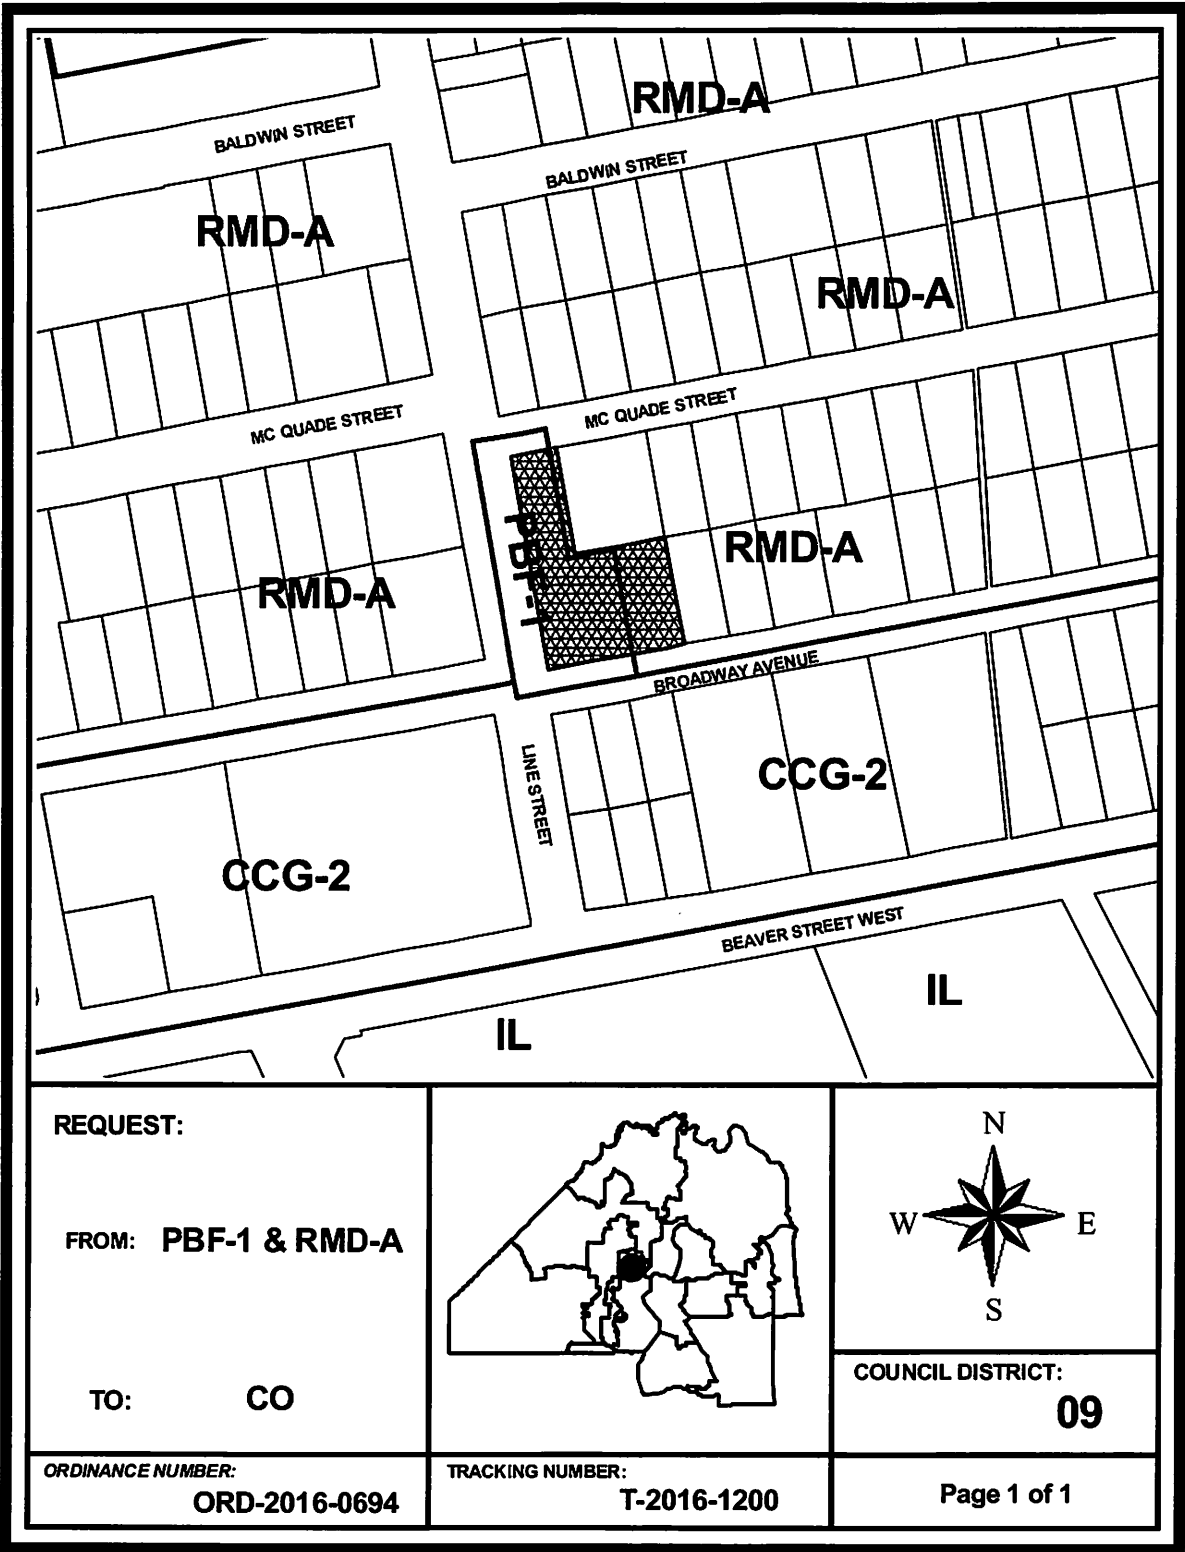 RMD-A
BALDWIN STREET
BALDWIN STREET
RMD-A
RMD-A
MC QUADE STREET
MC QUADE STREET
PBF-1
RMD-A
RMD-A
BROADWAY AVENUE
LINE STREET
CCG-2
CCG-2
BEAVER STREET WEST
IL
IL
REQUEST:
FROM: PBF-1 & RMD-A
TO: CO
N
W E
S
COUNCIL DISTRICT:
09
ORDINANCE NUMBER:
ORD-2016-0694
TRACKING NUMBER:
T-2016-1200
Page 1 of 1